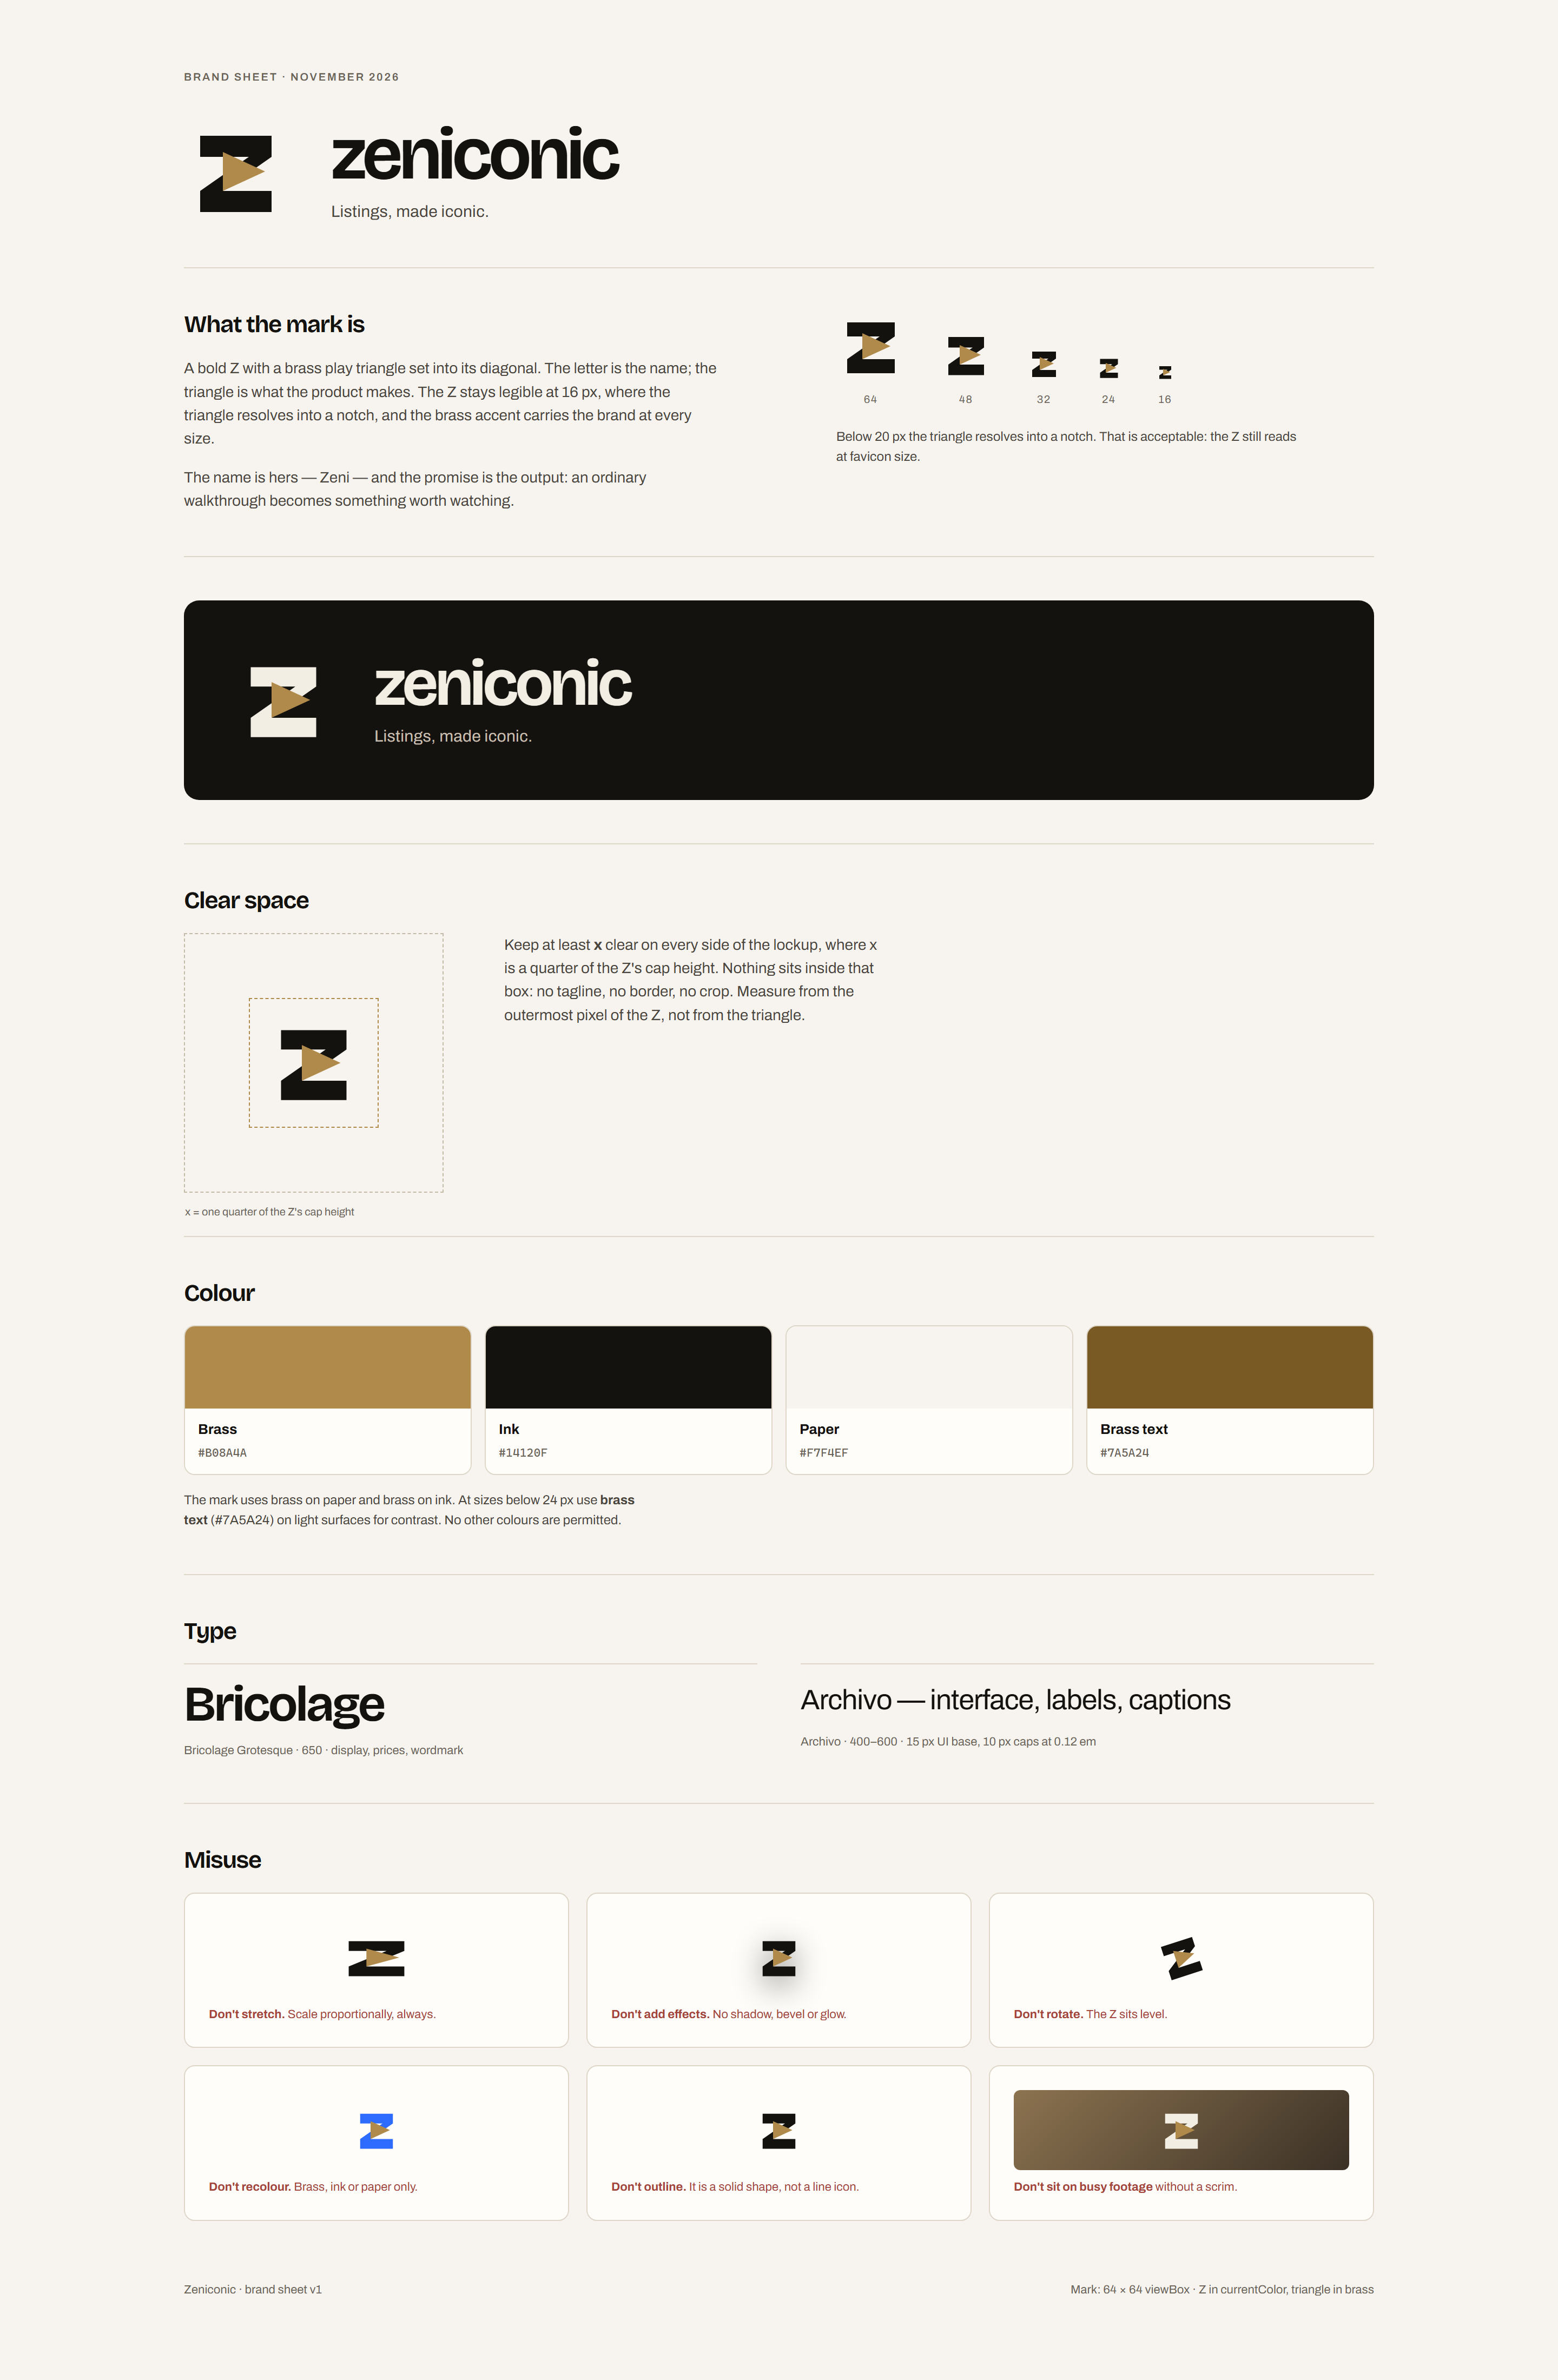 BRAND SHEET · NOVEMBER 2026
zeniconic
Listings, made iconic.
What the mark is
A bold Z with a brass play triangle set into its diagonal. The letter is the name; the
triangle is what the product makes. The Z stays legible at 16 px, where the
triangle resolves into a notch, and the brass accent carries the brand at every
size.
The name is hers — Zeni — and the promise is the output: an ordinary
walkthrough becomes something worth watching.
64 48 32 24 16
Below 20 px the triangle resolves into a notch. That is acceptable: the Z still reads
at favicon size.
zeniconic
Listings, made iconic.
Clear space
Keep at least x clear on every side of the lockup, where x
is a quarter of the Z's cap height. Nothing sits inside that
box: no tagline, no border, no crop. Measure from the
outermost pixel of the Z, not from the triangle.
x = one quarter of the Z's cap height
Colour
Brass
#B08A4A
Ink
#14120F
Paper
#F7F4EF
Brass text
#7A5A24
The mark uses brass on paper and brass on ink. At sizes below 24 px use brass
text (#7A5A24) on light surfaces for contrast. No other colours are permitted.
Type
Bricolage
Bricolage Grotesque · 650 · display, prices, wordmark
Archivo — interface, labels, captions
Archivo · 400–600 · 15 px UI base, 10 px caps at 0.12 em
Misuse
Don't stretch. Scale proportionally, always.
Don't add effects. No shadow, bevel or glow.
Don't rotate. The Z sits level.
Don't recolour. Brass, ink or paper only.
Don't outline. It is a solid shape, not a line icon.
Don't sit on busy footage without a scrim.
Zeniconic · brand sheet v1
Mark: 64 × 64 viewBox · Z in currentColor, triangle in brass